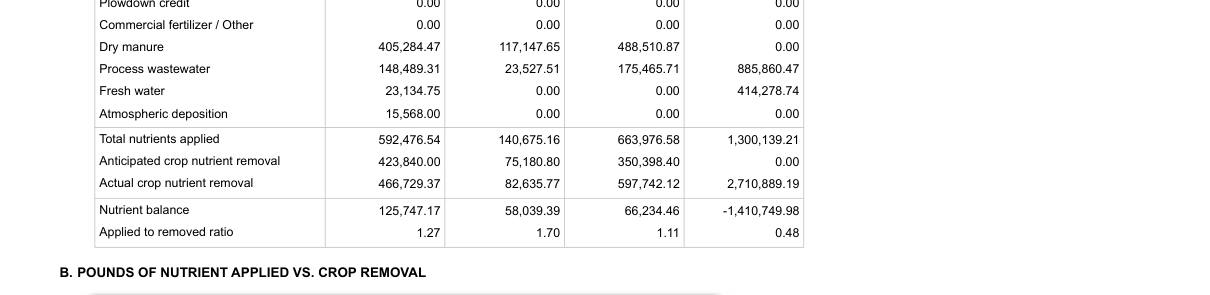 Plowdown credit 0.00 0.00 0.00 0.00
Commercial fertilizer / Other 0.00 0.00 0.00 0.00
Dry manure 405,284.47 117,147.65 488,510.87 0.00
Process wastewater 148,489.31 23,527.51 175,465.71 885,860.47
Fresh water 23,134.75 0.00 0.00 414,278.74
Atmospheric deposition 15,568.00 0.00 0.00 0.00
Total nutrients applied 592,476.54 140,675.16 663,976.58 1,300,139.21
Anticipated crop nutrient removal 423,840.00 75,180.80 350,398.40 0.00
Actual crop nutrient removal 466,729.37 82,635.77 597,742.12 2,710,889.19
Nutrient balance 125,747.17 58,039.39 66,234.46 -1,410,749.98
Applied to removed ratio 1.27 1.70 1.11 0.48
B. POUNDS OF NUTRIENT APPLIED VS. CROP REMOVAL